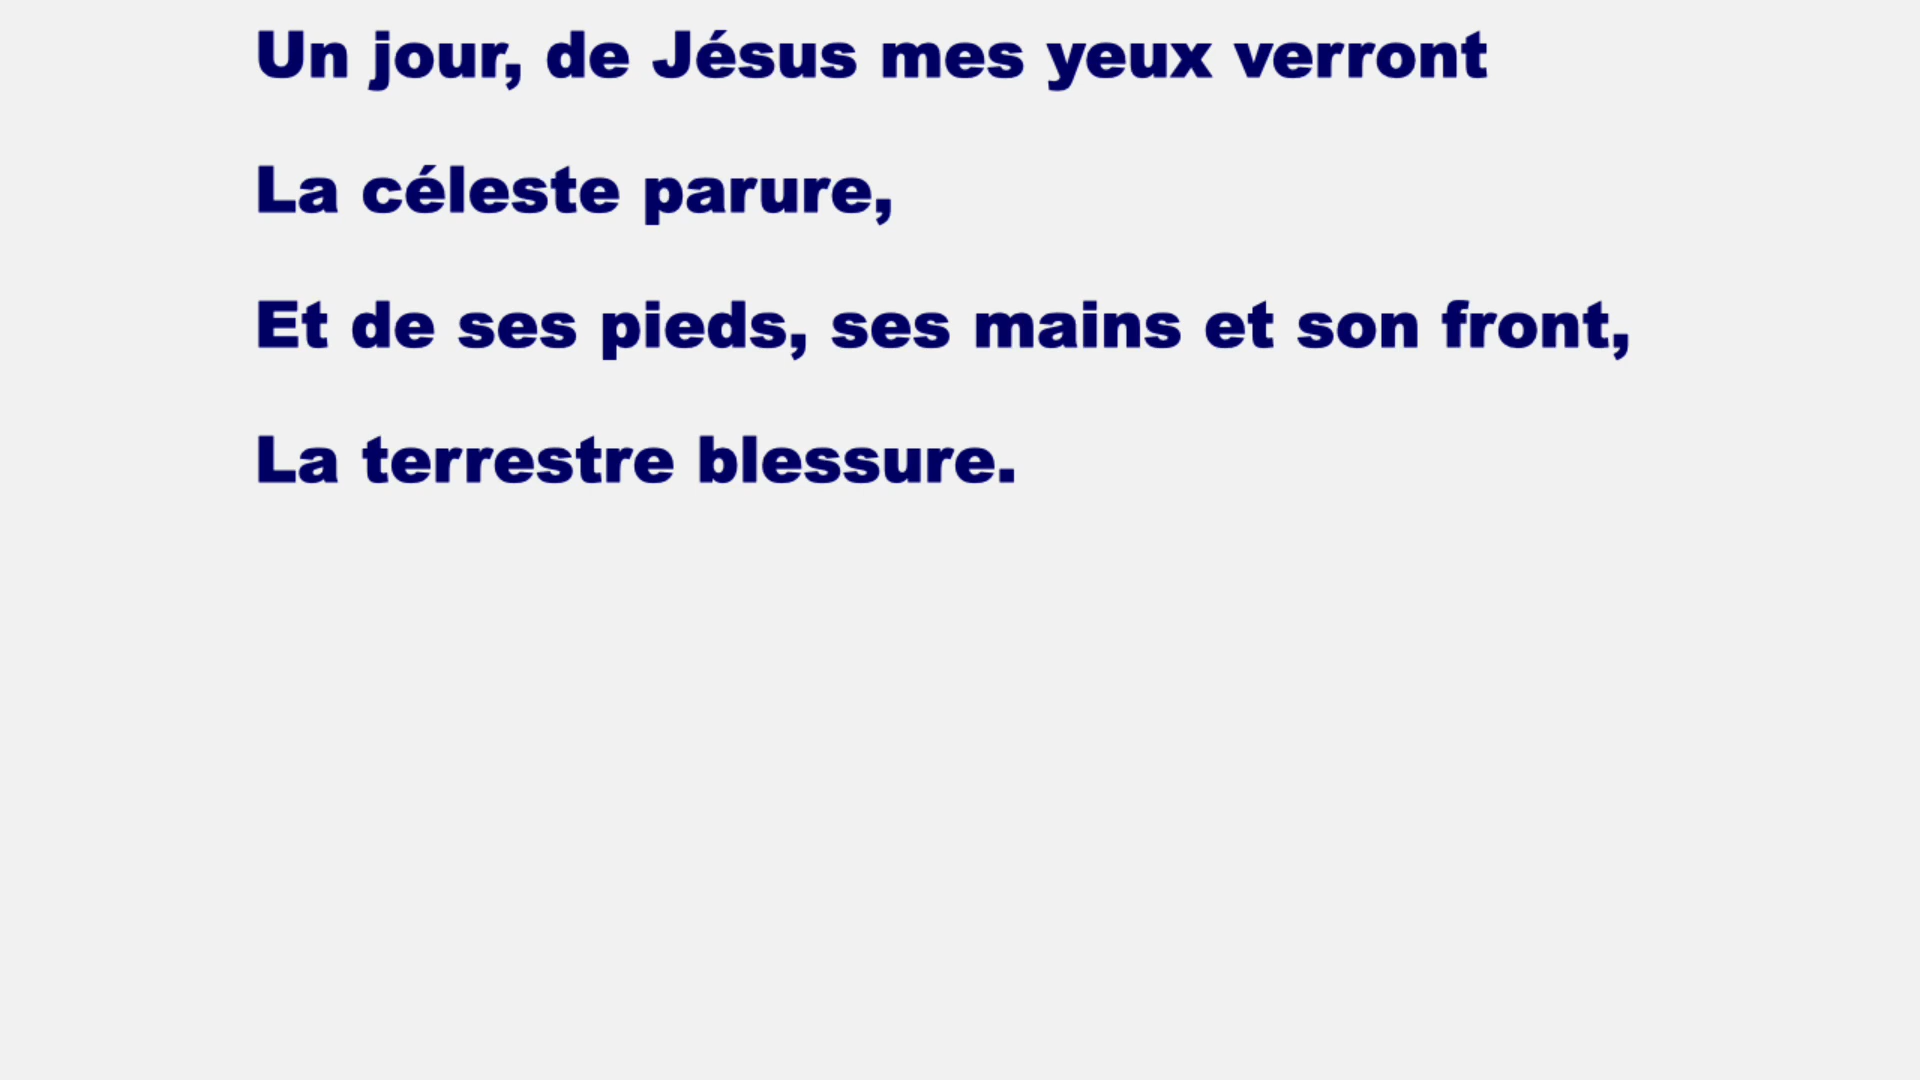 Un jour, de Jésus mes yeux verront
La céleste parure,
Et de ses pieds, ses mains et son front,
La terrestre blessure.